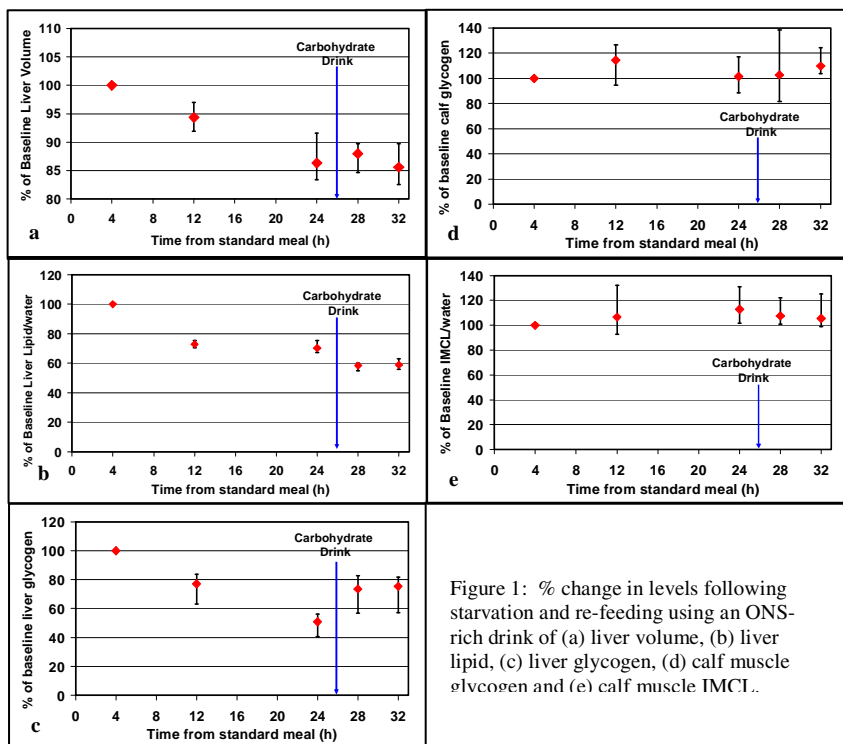 % of Baseline Liver Volume
110
105
100
95
90
85
80
Carbohydrate
Drink
0 4 8 12 16 20 24 28 32
Time from standard meal (h)
a
% of baseline calf glycogen
140
120
100
80
60
40
20
0
Carbohydrate
Drink
0 4 8 12 16 20 24 28 32
Time from standard meal (h)
d
% of Baseline Liver Lipid/water
120
100
80
60
40
20
0
Carbohydrate
Drink
0 4 8 12 16 20 24 28 32
Time from standard meal (h)
b
% of Baseline IMCL/water
140
120
100
80
60
40
20
0
Carbohydrate
Drink
0 4 8 12 16 20 24 28 32
Time from standard meal (h)
e
% of baseline liver glycogen
120
100
80
60
40
20
0
Carbohydrate
Drink
0 4 8 12 16 20 24 28 32
Time from standard meal (h)
c
Figure 1: % change in levels following
starvation and re-feeding using an ONS-
rich drink of (a) liver volume, (b) liver
lipid, (c) liver glycogen, (d) calf muscle
glycogen and (e) calf muscle IMCL.